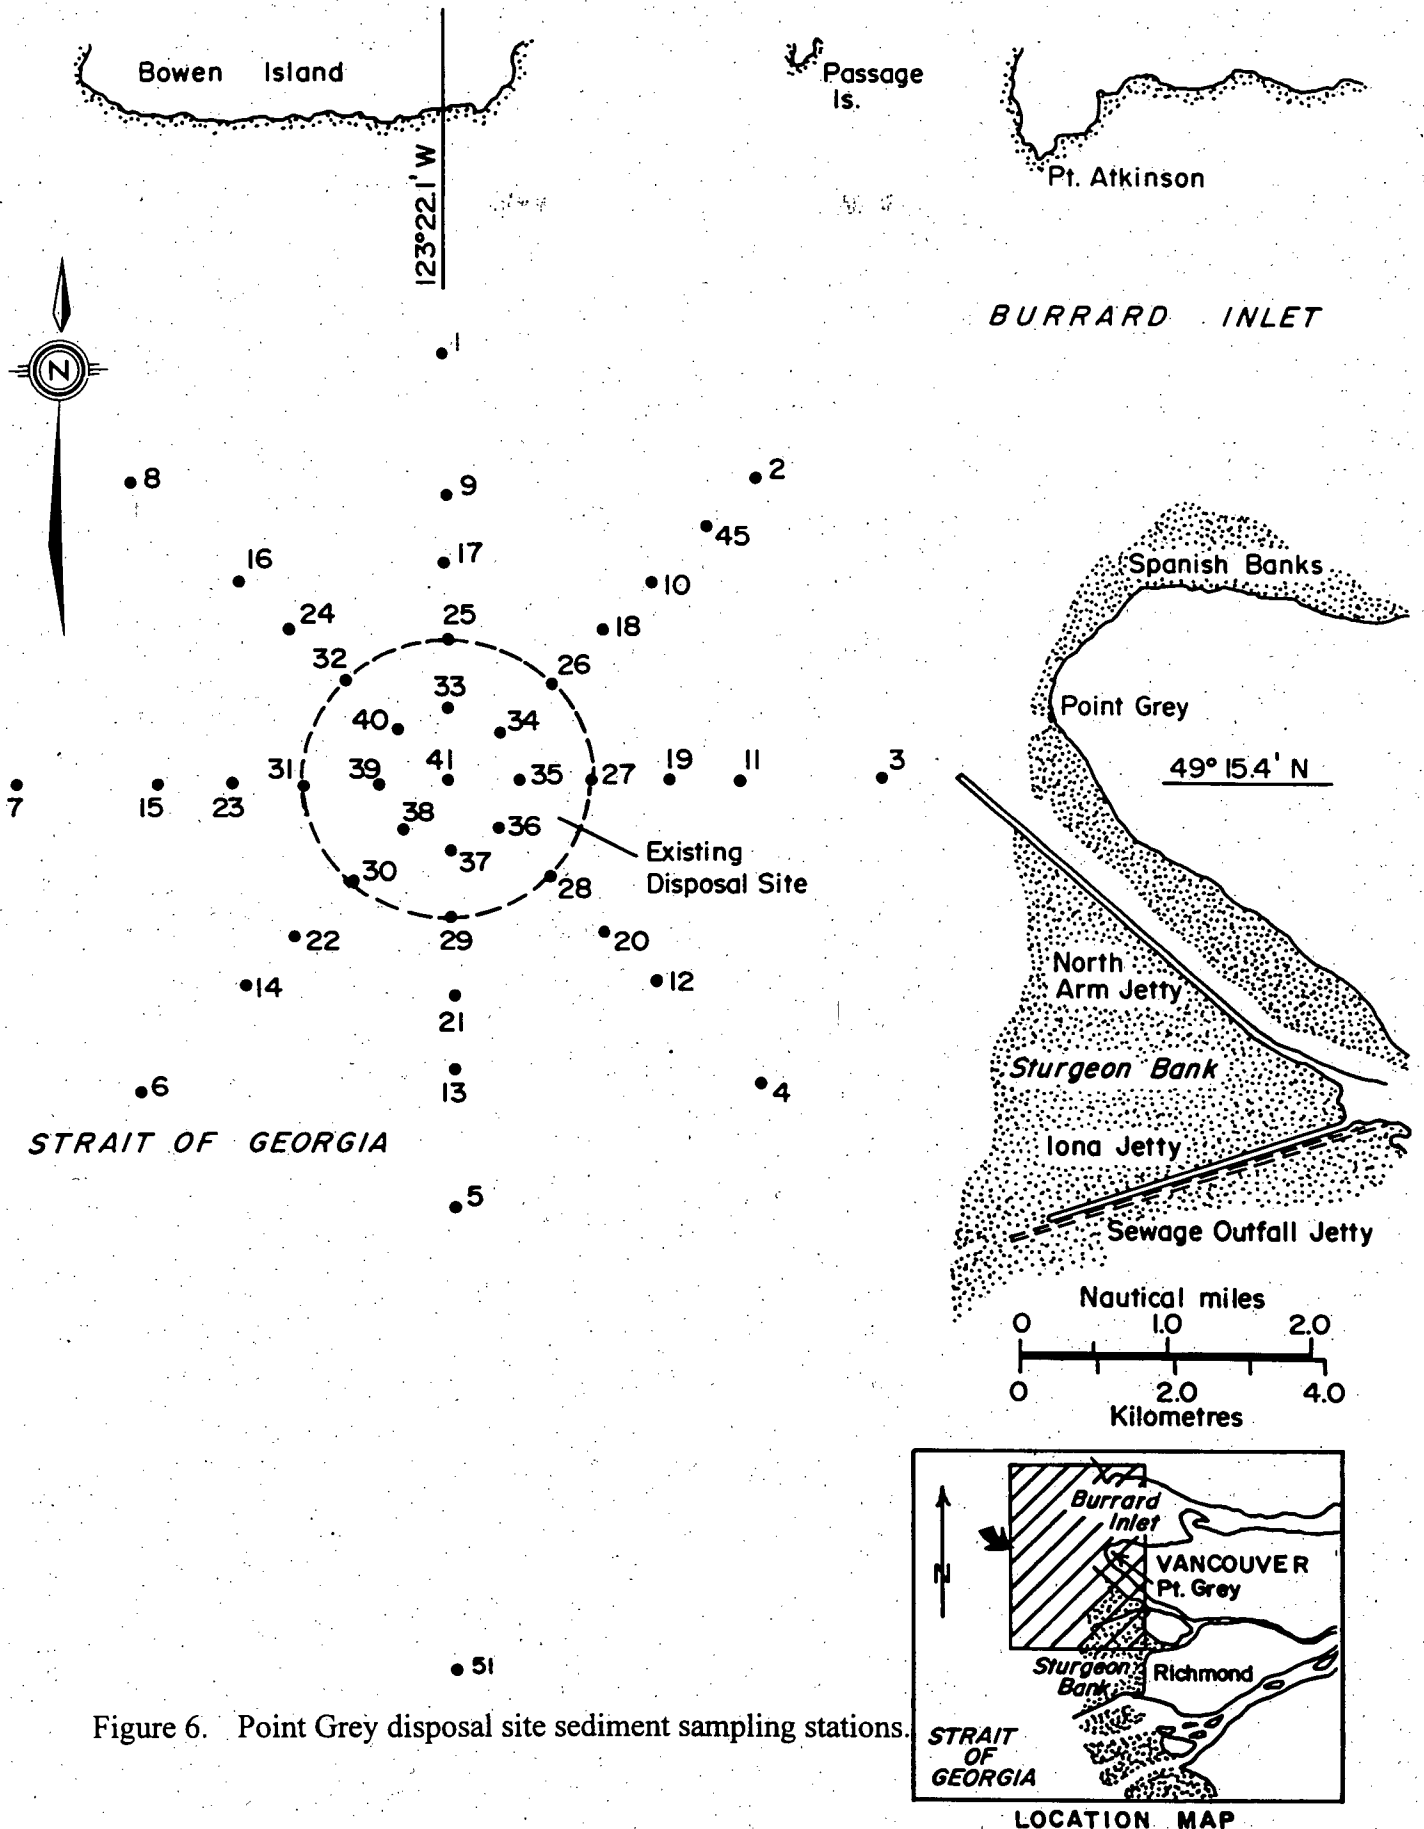 Bowen Island
Passage
Is.
Pt. Atkinson
123°22.1' W
BURRARD INLET
N
1
8
2
9
45
17
16
10
24
25
18
32
26
33
40
34
41
31
39
35
27
19
11
3
7
15
23
38
36
37
30
28
Existing
Disposal Site
29
22
20
14
12
21
13
6
4
5
51
STRAIT OF GEORGIA
Spanish Banks
Point Grey
49° 15.4' N
North
Arm Jetty
Sturgeon Bank
Iona Jetty
Sewage Outfall Jetty
Nautical miles
0 1.0 2.0
0 2.0 4.0
Kilometres
Burrard
Inlet
N
VANCOUVER
Pt. Grey
Sturgeon
Bank
Richmond
STRAIT
OF
GEORGIA
LOCATION MAP
Figure 6. Point Grey disposal site sediment sampling stations.